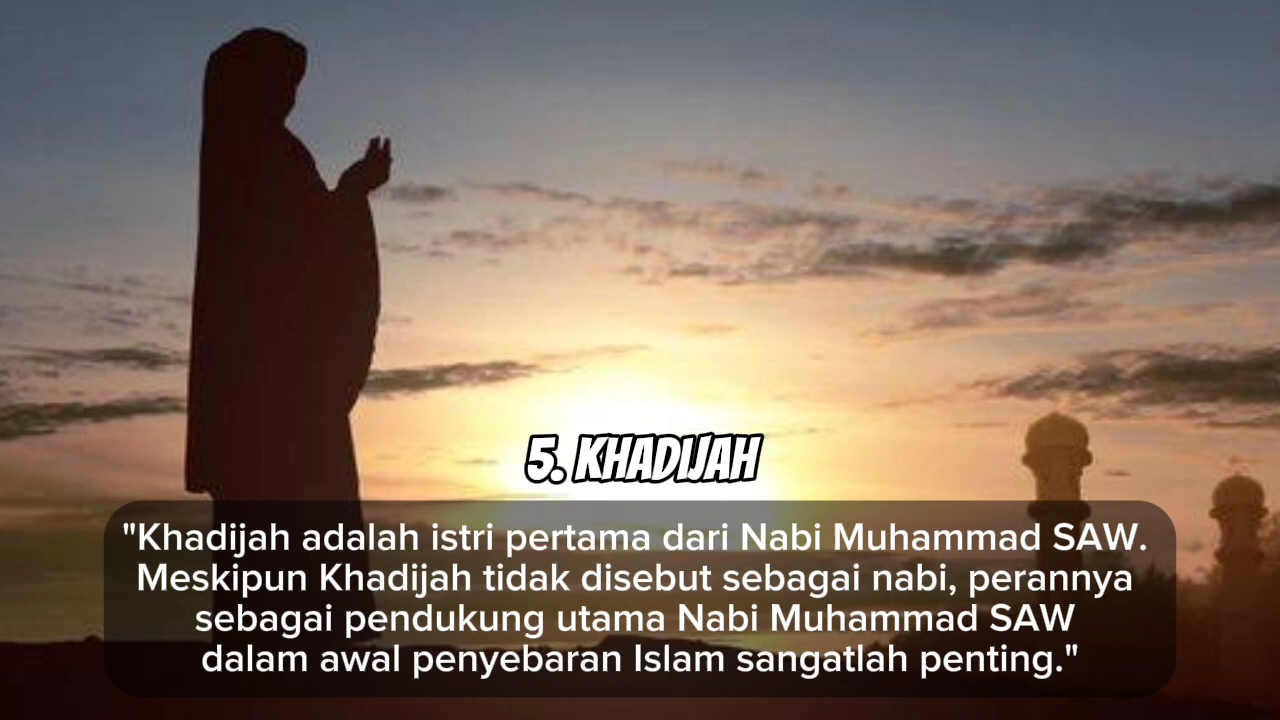 5. KHADIJAH
"Khadijah adalah istri pertama dari Nabi Muhammad SAW.
Meskipun Khadijah tidak disebut sebagai nabi, perannya
sebagai pendukung utama Nabi Muhammad SAW
dalam awal penyebaran Islam sangatlah penting."